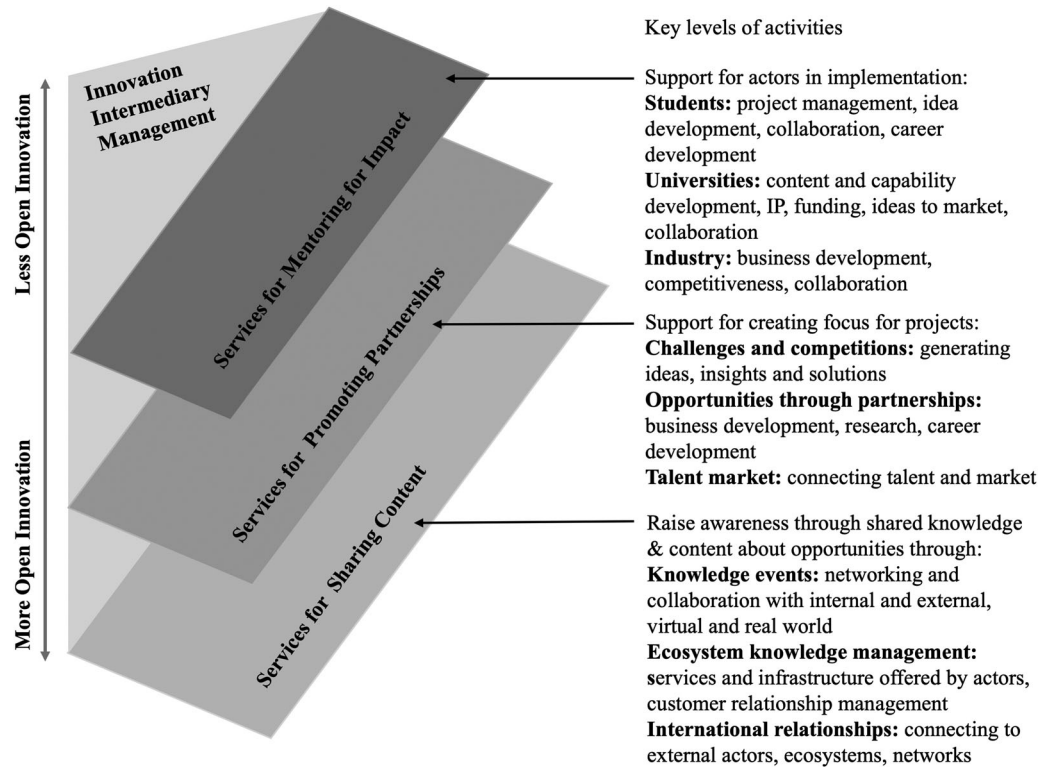 Innovation
Intermediary
Management
Less Open Innovation
More Open Innovation
Services for Mentoring for Impact
Services for Promoting Partnerships
Services for Sharing Content
Key levels of activities
Support for actors in implementation:
Students: project management, idea
development, collaboration, career
development
Universities: content and capability
development, IP, funding, ideas to market,
collaboration
Industry: business development,
competitiveness, collaboration
Support for creating focus for projects:
Challenges and competitions: generating
ideas, insights and solutions
Opportunities through partnerships:
business development, research, career
development
Talent market: connecting talent and market
Raise awareness through shared knowledge
& content about opportunities through:
Knowledge events: networking and
collaboration with internal and external,
virtual and real world
Ecosystem knowledge management:
services and infrastructure offered by actors,
customer relationship management
International relationships: connecting to
external actors, ecosystems, networks